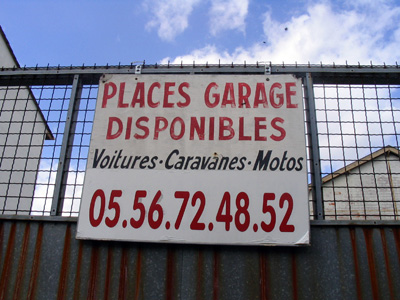 PLACES GARAGE
DISPONIBLES
Voitures·Caravanes·Motos
05.56.72.48.52